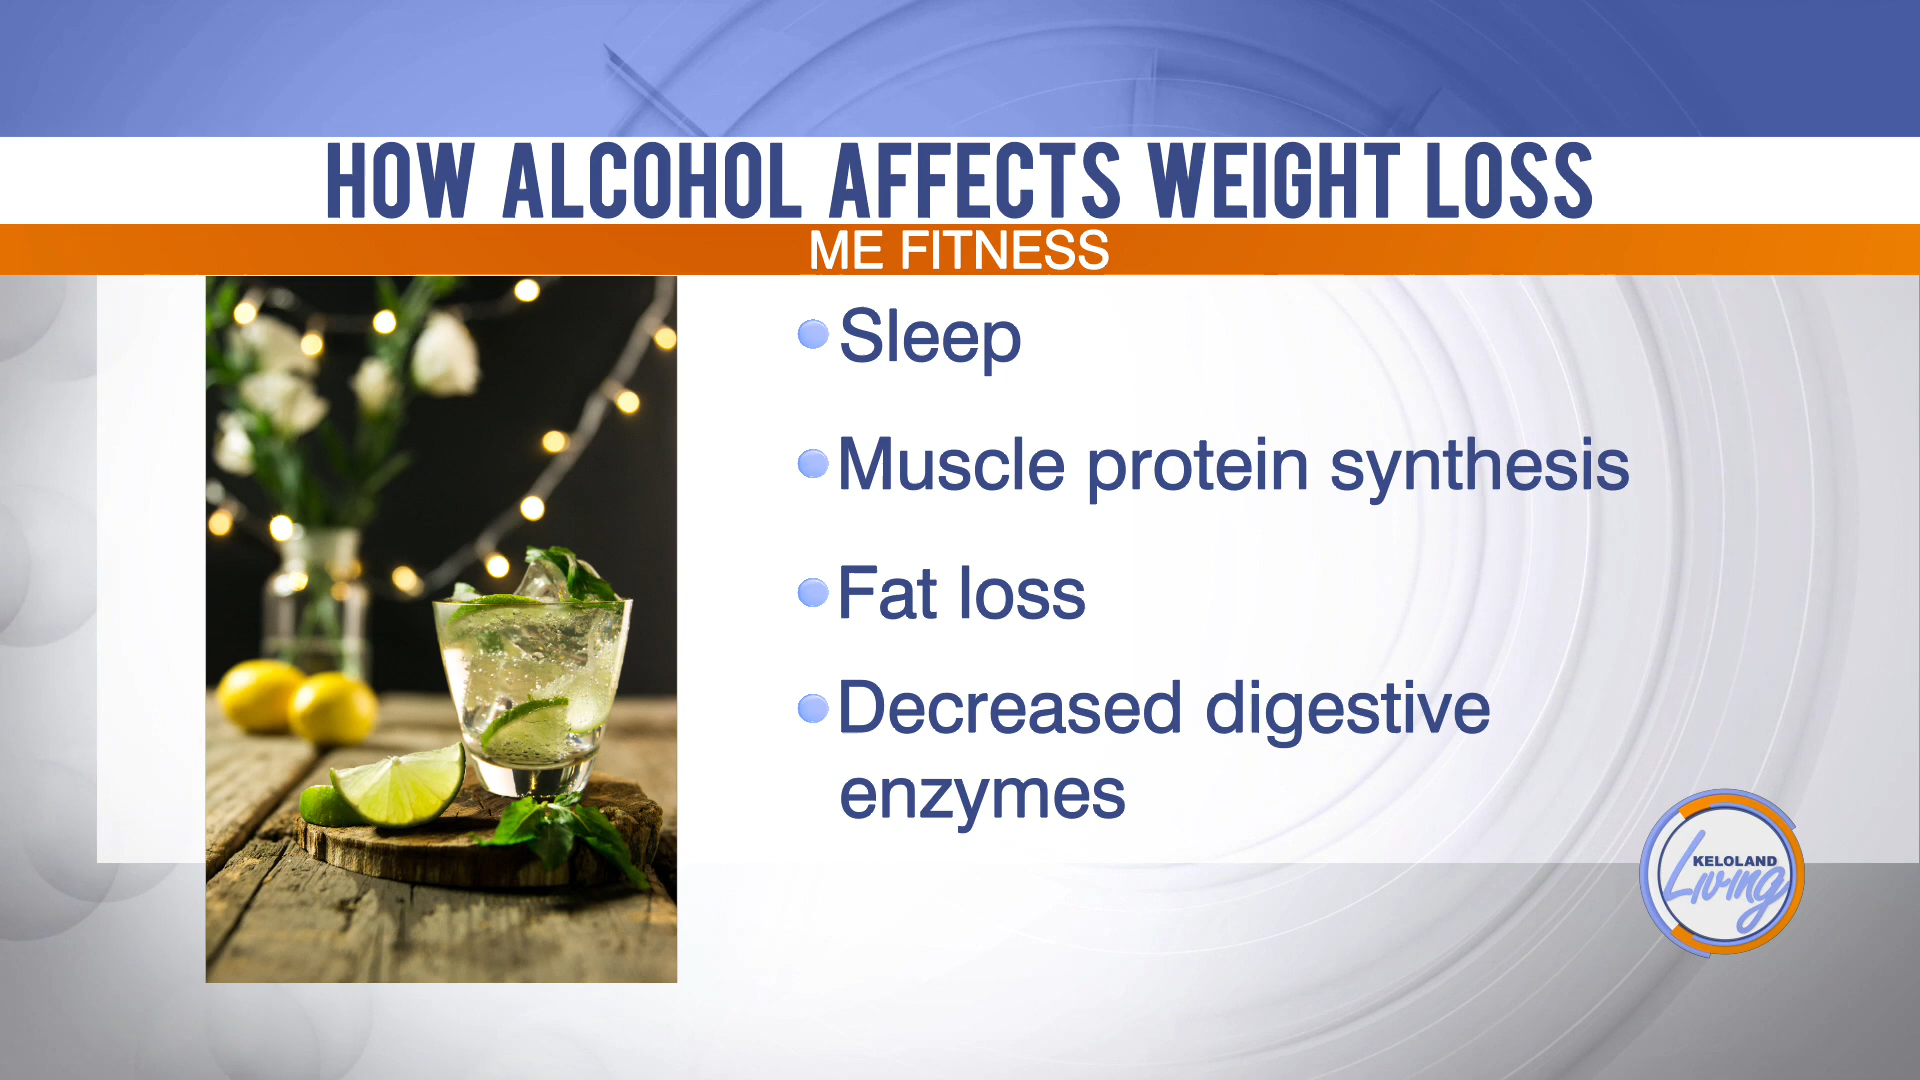 HOW ALCOHOL AFFECTS WEIGHT LOSS
ME FITNESS
Sleep
Muscle protein synthesis
Fat loss
Decreased digestive
enzymes
KELOLAND
Living